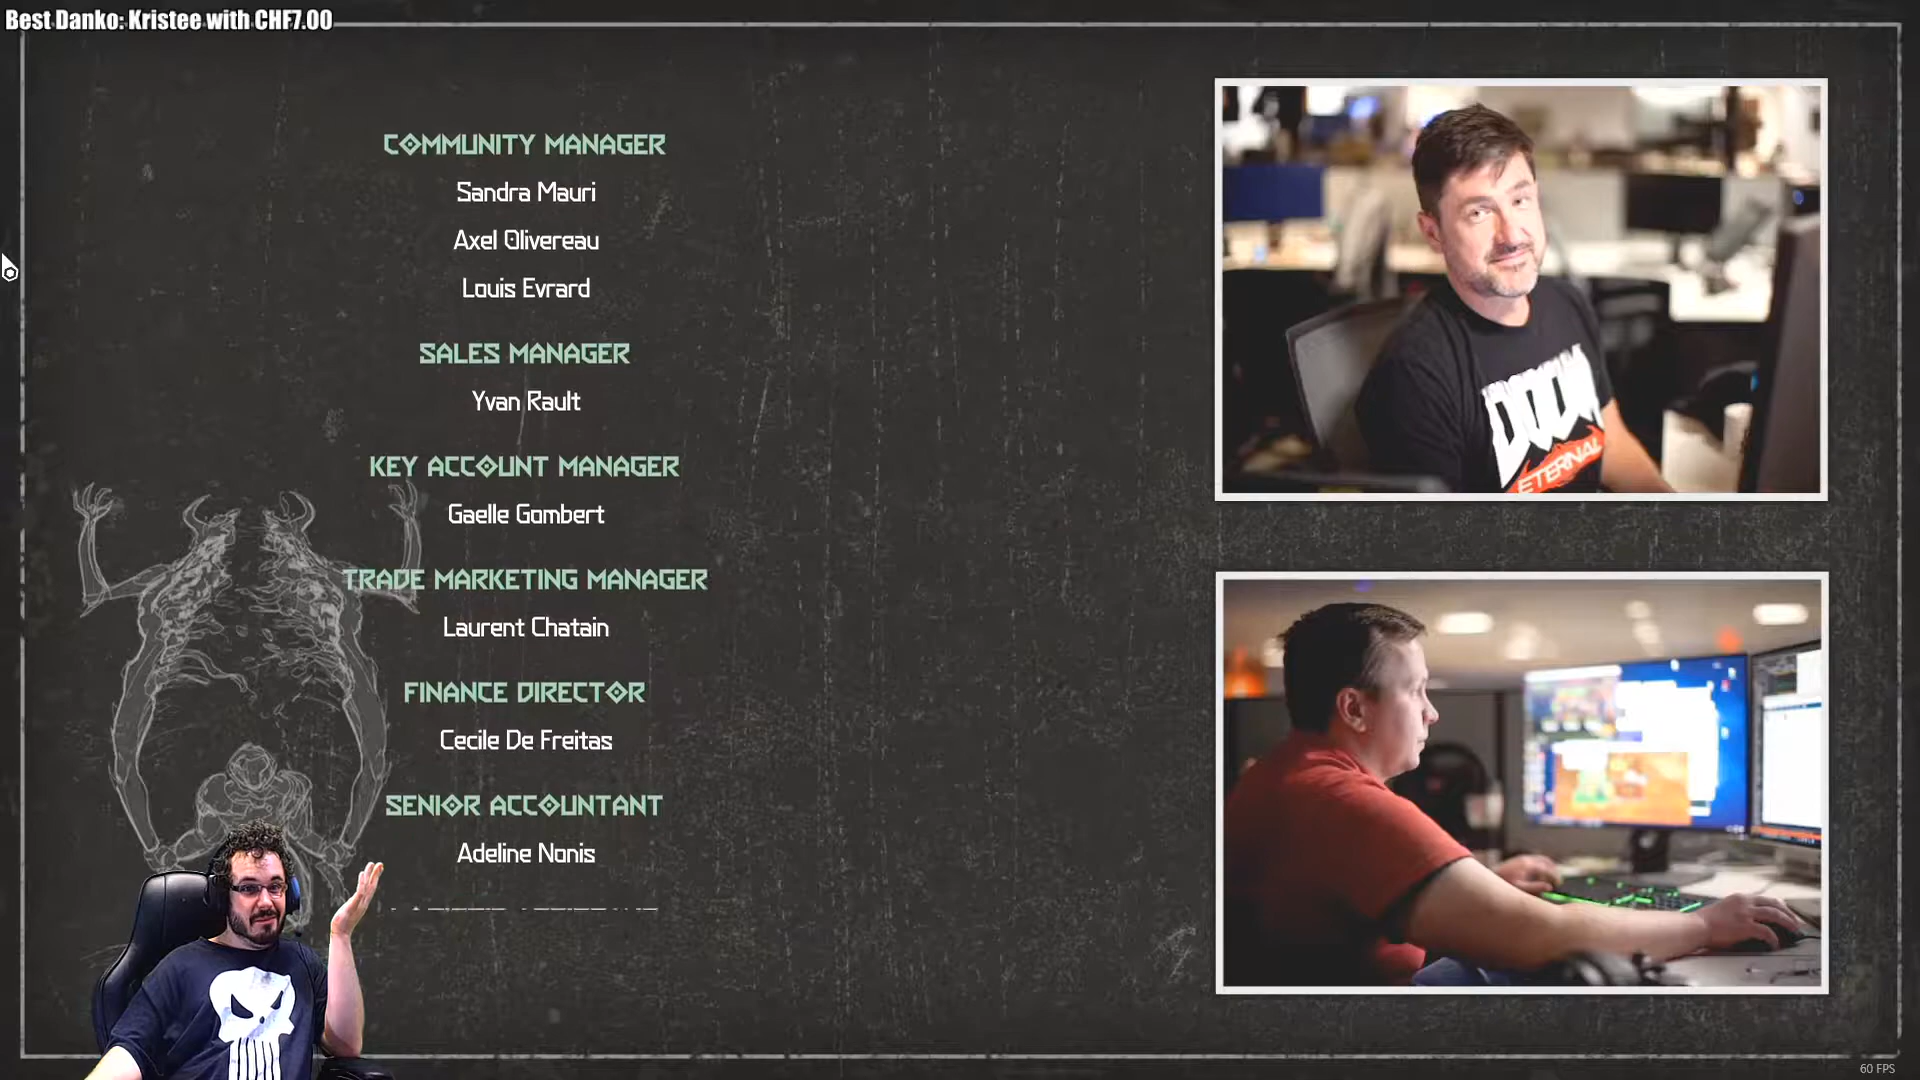 Best Danko: Kristee with CHF7.00
COMMUNITY MANAGER
Sandra Mauri
Axel Olivereau
Louis Evrard
SALES MANAGER
Yvan Rault
KEY ACCOUNT MANAGER
Gaelle Gombert
TRADE MARKETING MANAGER
Laurent Chatain
FINANCE DIRECTOR
Cecile De Freitas
SENIOR ACCOUNTANT
Adeline Nonis
DOOM
ETERNAL
60 FPS